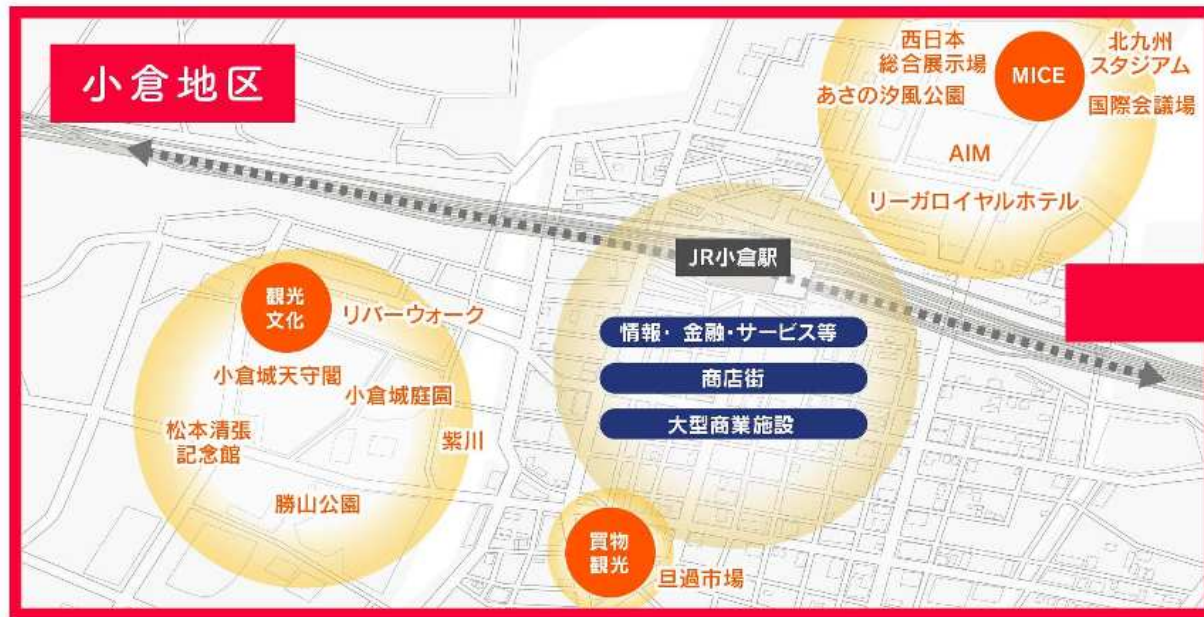 小倉地区
西日本
総合展示場
あさの汐風公園
MICE
北九州
スタジアム
国際会議場
AIM
リーガロイヤルホテル
JR小倉駅
情報・金融・サービス等
商店街
大型商業施設
観光
文化
リバーウォーク
小倉城天守閣
小倉城庭園
松本清張
記念館
紫川
勝山公園
買物
観光
旦過市場